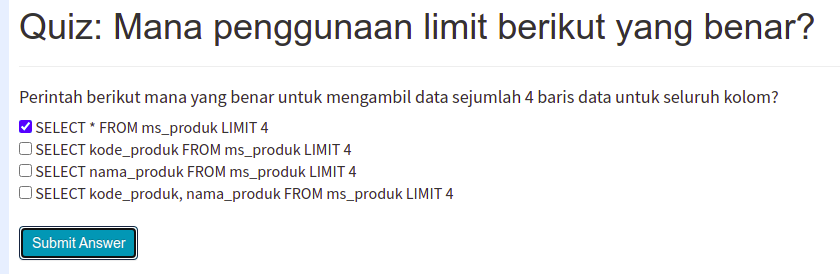 Quiz: Mana penggunaan limit berikut yang benar?
Perintah berikut mana yang benar untuk mengambil data sejumlah 4 baris data untuk seluruh kolom?
SELECT * FROM ms_produk LIMIT 4
SELECT kode_produk FROM ms_produk LIMIT 4
SELECT nama_produk FROM ms_produk LIMIT 4
SELECT kode_produk, nama_produk FROM ms_produk LIMIT 4
Submit Answer